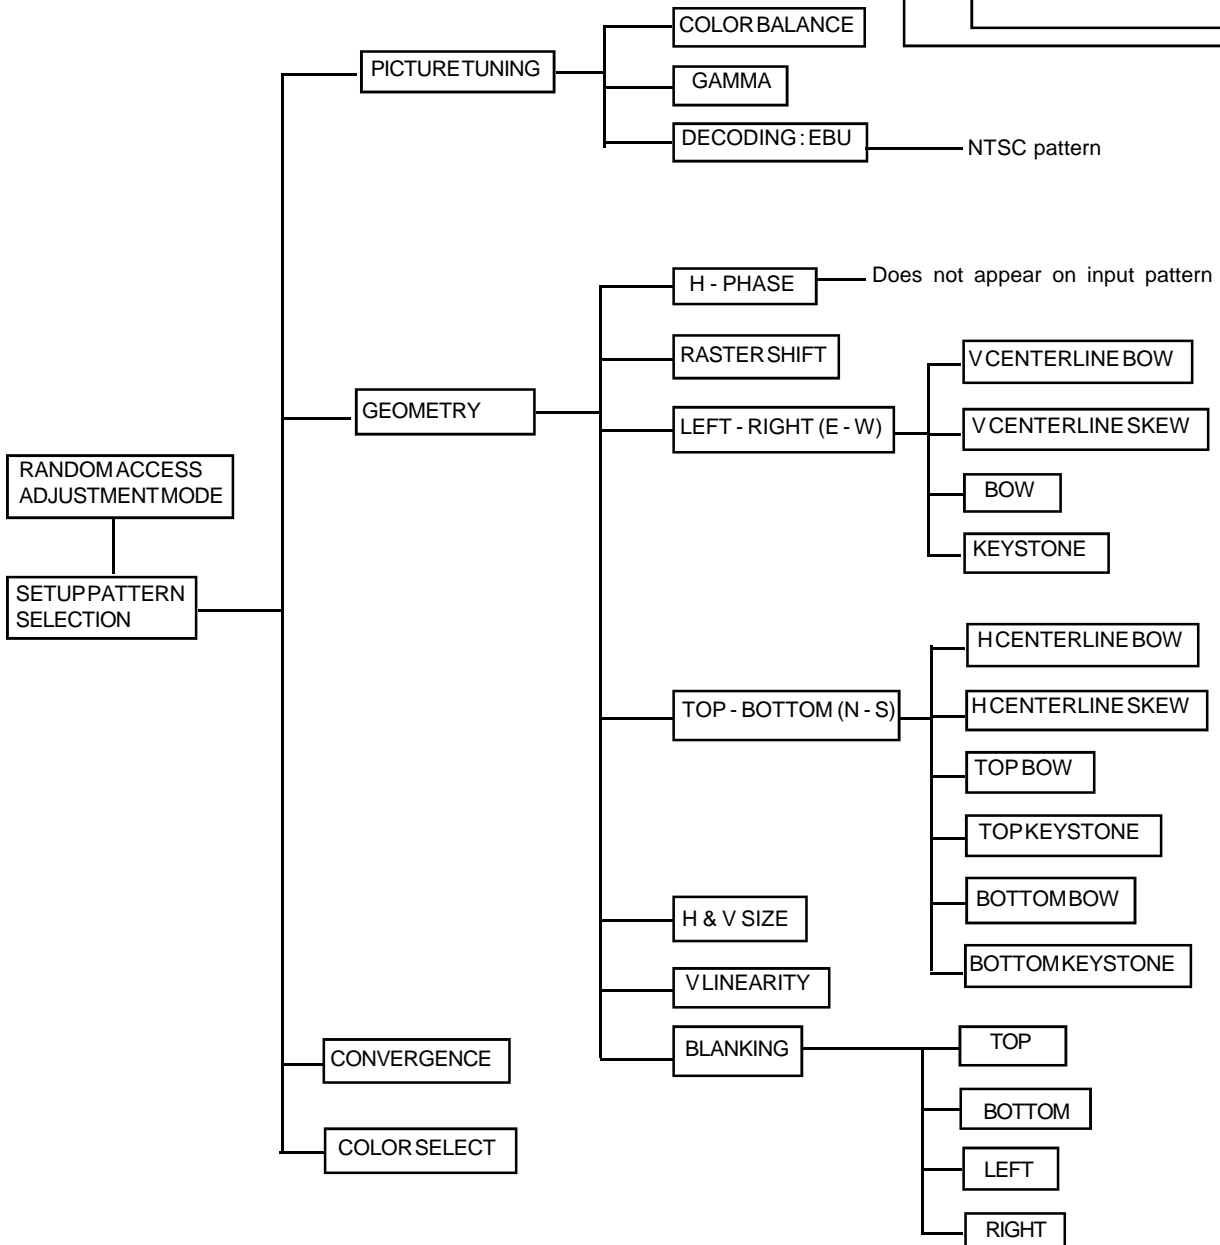 COLOR BALANCE
PICTURE TUNING
GAMMA
DECODING : EBU
NTSC pattern
H - PHASE
Does not appear on input pattern
RASTER SHIFT
V CENTERLINE BOW
GEOMETRY
LEFT - RIGHT (E - W)
V CENTERLINE SKEW
BOW
KEYSTONE
RANDOM ACCESS
ADJUSTMENT MODE
SETUP PATTERN
SELECTION
H CENTERLINE BOW
TOP - BOTTOM (N - S)
H CENTERLINE SKEW
TOP BOW
TOP KEYSTONE
BOTTOM BOW
BOTTOM KEYSTONE
H & V SIZE
V LINEARITY
BLANKING
TOP
BOTTOM
LEFT
RIGHT
CONVERGENCE
COLOR SELECT